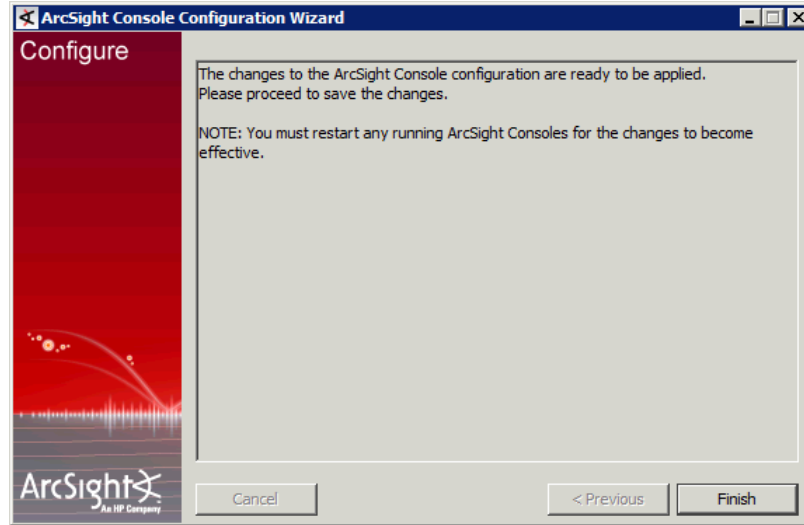 ArcSight Console Configuration Wizard
Configure
The changes to the ArcSight Console configuration are ready to be applied.
Please proceed to save the changes.
NOTE: You must restart any running ArcSight Consoles for the changes to become
effective.
ArcSight
An HP Company
Cancel
< Previous
Finish